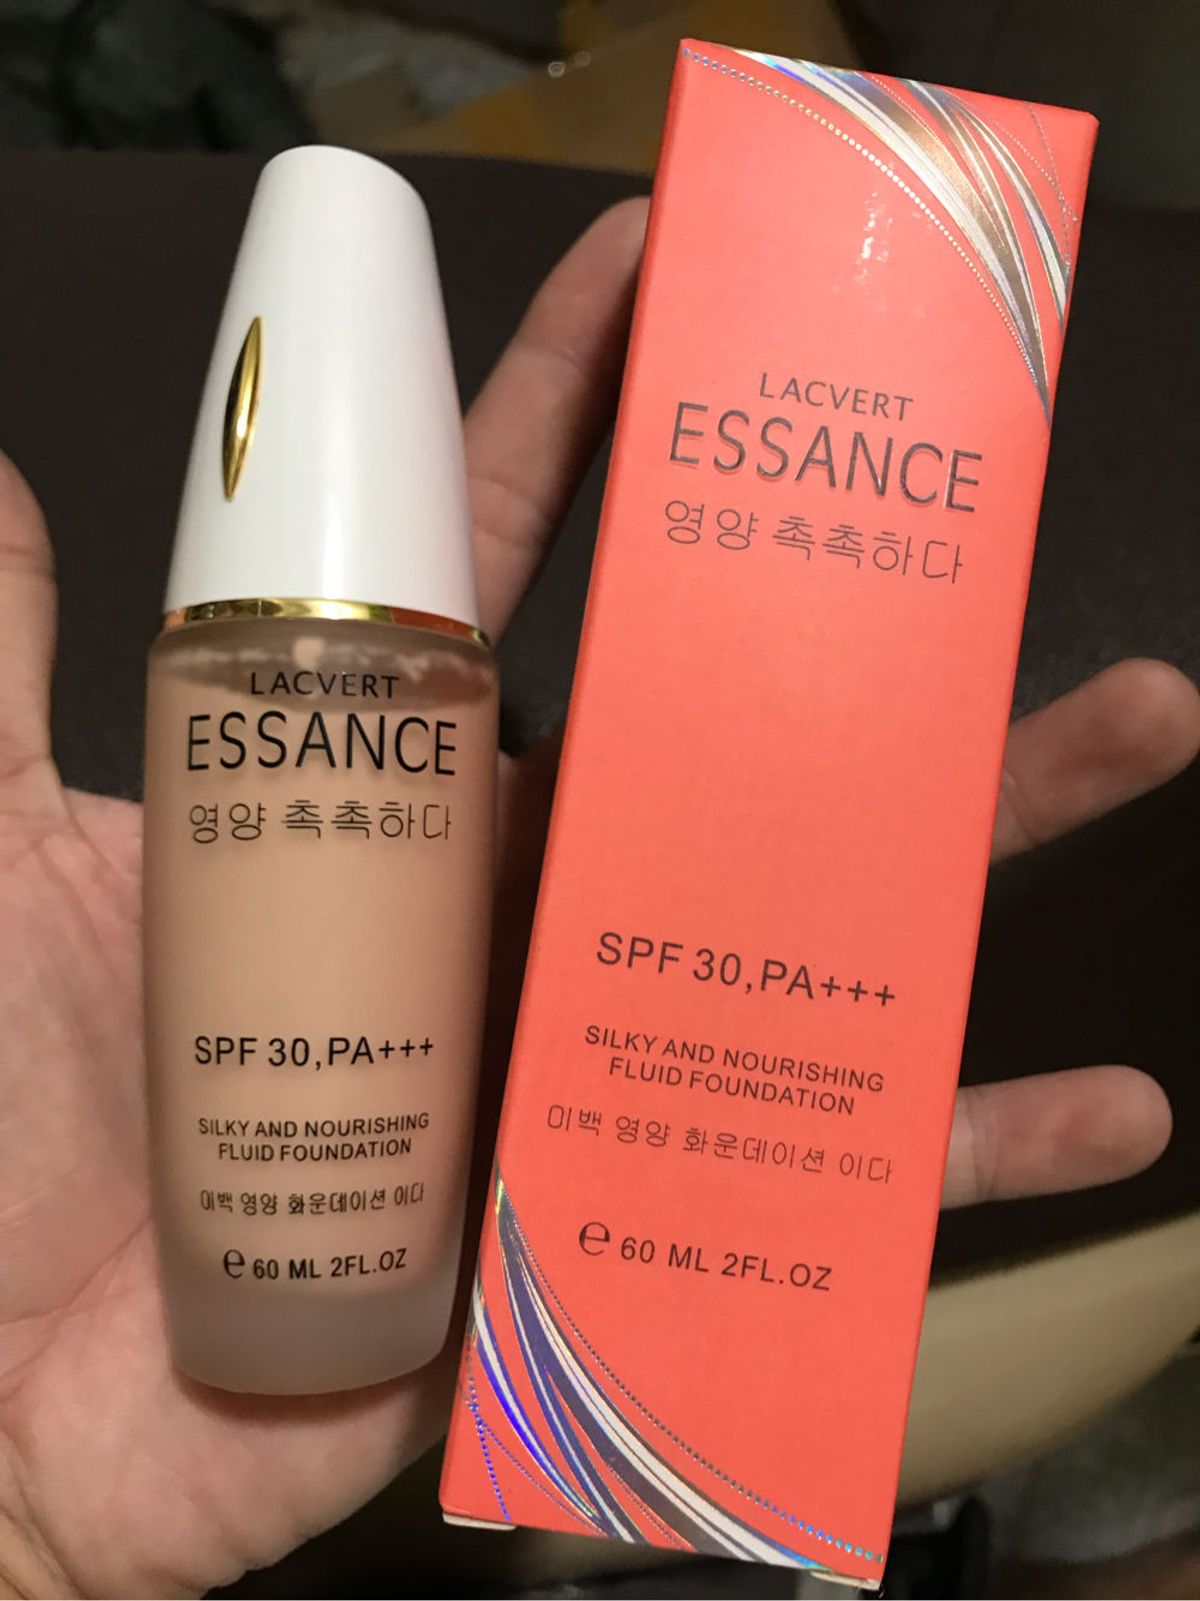 LACVERT
ESSANCE
영양 촉촉하다
SPF 30,PA+++
SILKY AND NOURISHING
FLUID FOUNDATION
미백 영양 화운데이션 이다
e 60 ML 2FL.OZ
LACVERT
ESSANCE
영양 촉촉하다
SPF 30,PA+++
SILKY AND NOURISHING
FLUID FOUNDATION
미백 영양 화운데이션 이다
e 60 ML 2FL.OZ